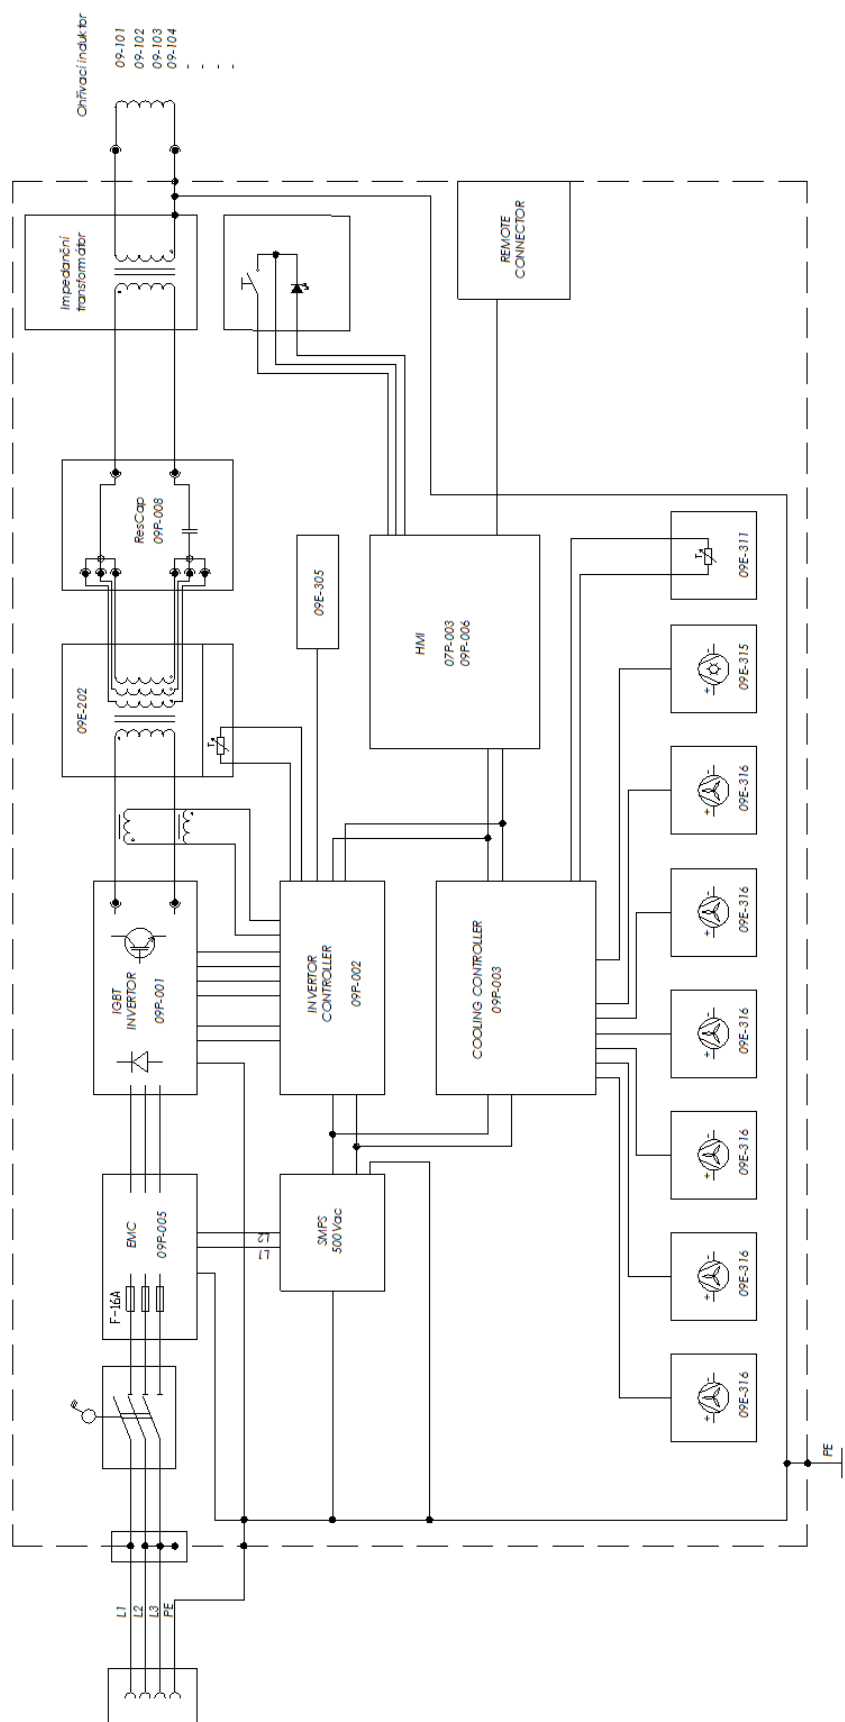 Ohřívací induktor
09-101
09-102
09-103
09-104
-
-
-
-
Impedanční
transformátor
REMOTE
CONNECTOR
ResCap
09P-008
09E-305
HMI
07P-003
09P-006
T
09E-311
09E-202
T
+
-
09E-315
+
-
09E-316
+
-
09E-316
+
-
09E-316
+
-
09E-316
+
-
09E-316
+
-
09E-316
IGBT
INVERTOR
09P-001
INVERTOR
CONTROLLER
09P-002
COOLING CONTROLLER
09P-003
EMC
09P-005
F-16A
L2
L1
SMPS
500Vac
PE
L1
L2
L3
PE